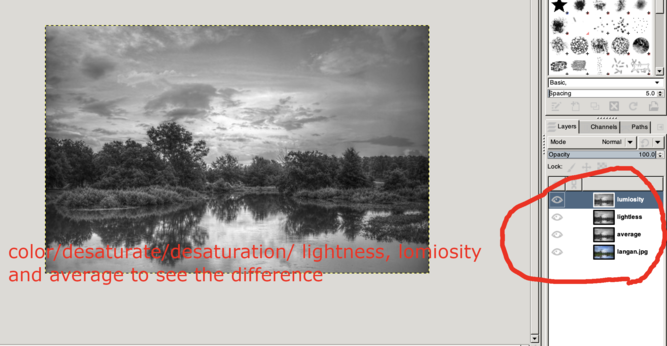 Basic,
Spacing 5.0
Layers Channels Paths
Mode Normal
Opacity 100.0
Lock:
lumiosity
lightless
average
langan.jpg
color/desaturate/desaturation/ lightness, lomiosity
and average to see the difference